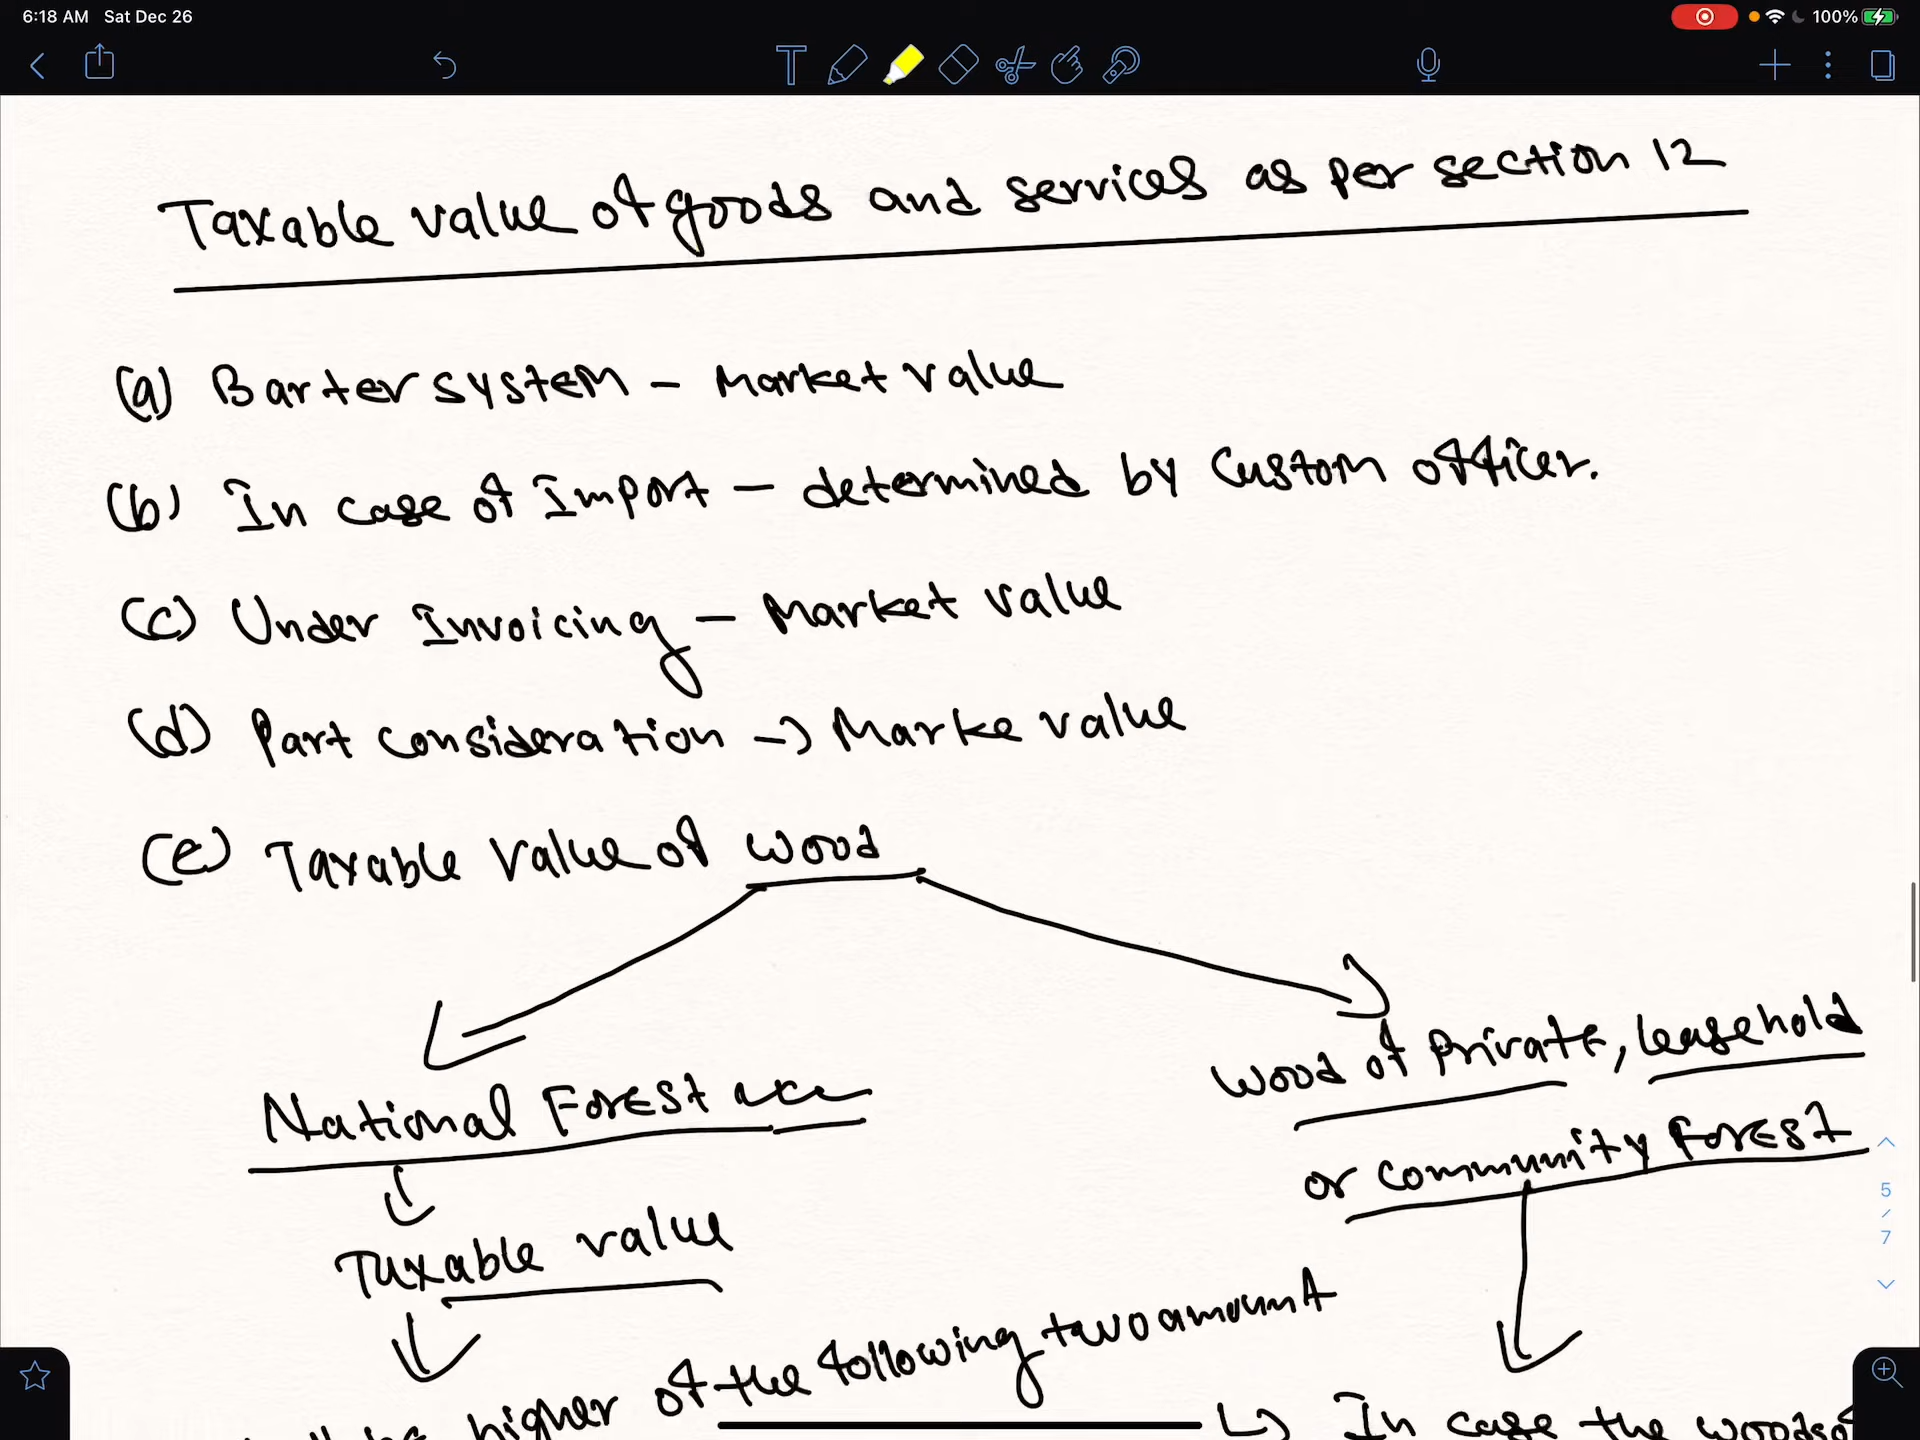 6:18 AM Sat Dec 26
100%
Taxable value of goods and services as per section 12
(a) Barter system - Market value
(b) In case of Import - determined by Custom officer.
(c) Under Invoicing - Market value
(d) Part consideration -> Marke value
(e) Taxable value of wood
National Forest
Wood of Private, leasehold
or community Forest
Taxable value
higher of the following two amount
In case the
5
/
7